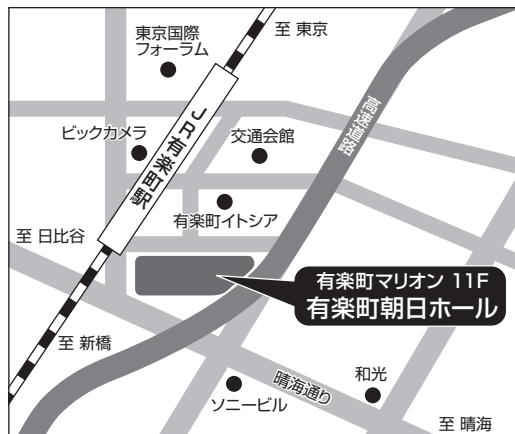 至 東京
東京国際
フォーラム
高速道路
ビックカメラ
JR有楽町駅
交通会館
有楽町イトシア
至 日比谷
有楽町マリオン 11F
有楽町朝日ホール
至 新橋
晴海通り
和光
ソニービル
至 晴海